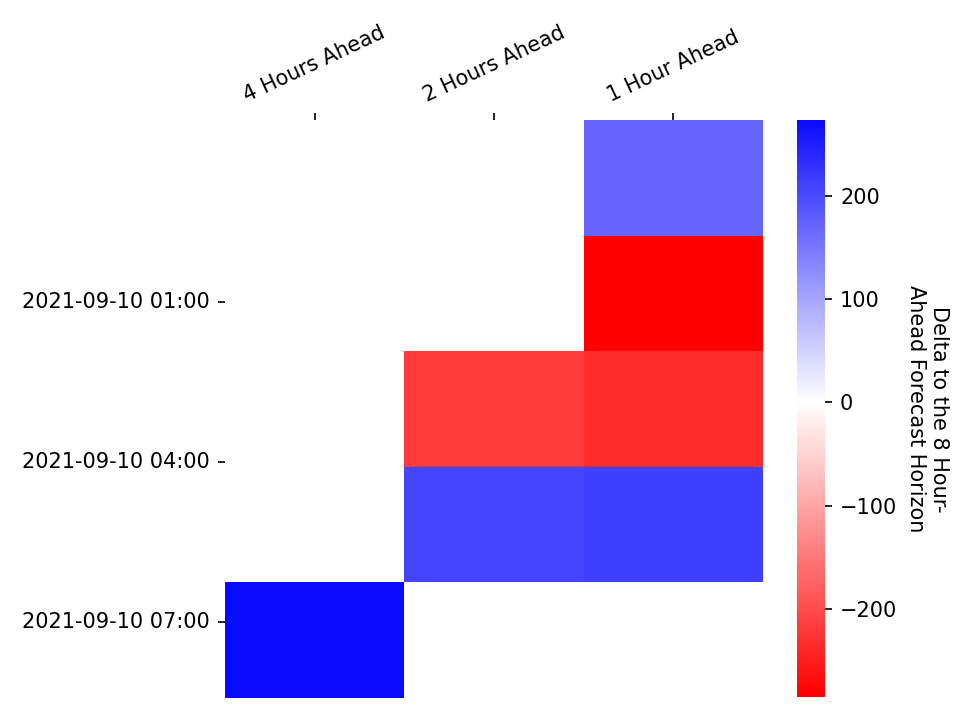 4 Hours Ahead
2 Hours Ahead
1 Hour Ahead
2021-09-10 01:00
2021-09-10 04:00
2021-09-10 07:00
200
100
0
−100
−200
Delta to the 8 Hour-
Ahead Forecast Horizon